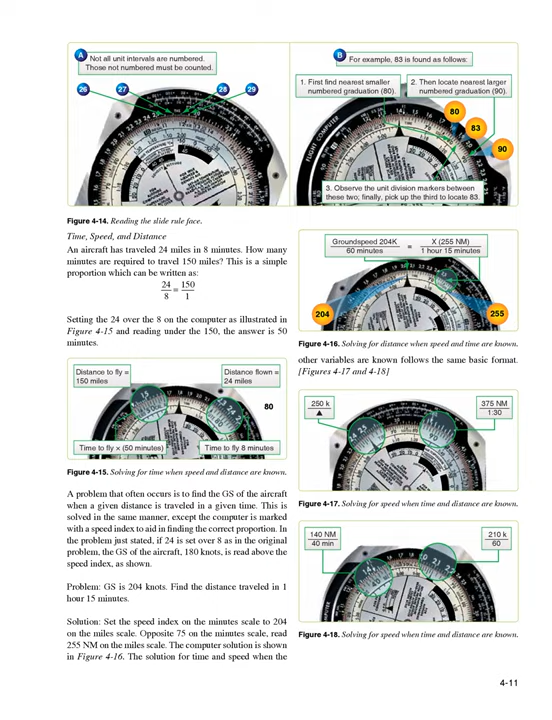 A Not all unit intervals are numbered.
Those not numbered must be counted.
26 27 28 29
B For example, 83 is found as follows:
1. First find nearest smaller
numbered graduation (80).
2. Then locate nearest larger
numbered graduation (90).
80
83
90
FLIGHT COMPUTER
3. Observe the unit division markers between
these two; finally, pick up the third to locate 83.
Figure 4-14. Reading the slide rule face.
Time, Speed, and Distance
An aircraft has traveled 24 miles in 8 minutes. How many
minutes are required to travel 150 miles? This is a simple
proportion which can be written as:
24 = 150
8 1
Setting the 24 over the 8 on the computer as illustrated in
Figure 4-15 and reading under the 150, the answer is 50
minutes.
Distance to fly =
150 miles
Distance flown =
24 miles
80
Time to fly × (50 minutes)
Time to fly 8 minutes
Figure 4-15. Solving for time when speed and distance are known.
A problem that often occurs is to find the GS of the aircraft
when a given distance is traveled in a given time. This is
solved in the same manner, except the computer is marked
with a speed index to aid in finding the correct proportion. In
the problem just stated, if 24 is set over 8 as in the original
problem, the GS of the aircraft, 180 knots, is read above the
speed index, as shown.
Problem: GS is 204 knots. Find the distance traveled in 1
hour 15 minutes.
Solution: Set the speed index on the minutes scale to 204
on the miles scale. Opposite 75 on the minutes scale, read
255 NM on the miles scale. The computer solution is shown
in Figure 4-16. The solution for time and speed when the
Groundspeed 204K = X (255 NM)
60 minutes 1 hour 15 minutes
204
255
Figure 4-16. Solving for distance when speed and time are known.
other variables are known follows the same basic format.
[Figures 4-17 and 4-18]
250 k
▲
375 NM
1:30
Figure 4-17. Solving for speed when time and distance are known.
140 NM
40 min
210 k
60
Figure 4-18. Solving for speed when time and distance are known.
4-11